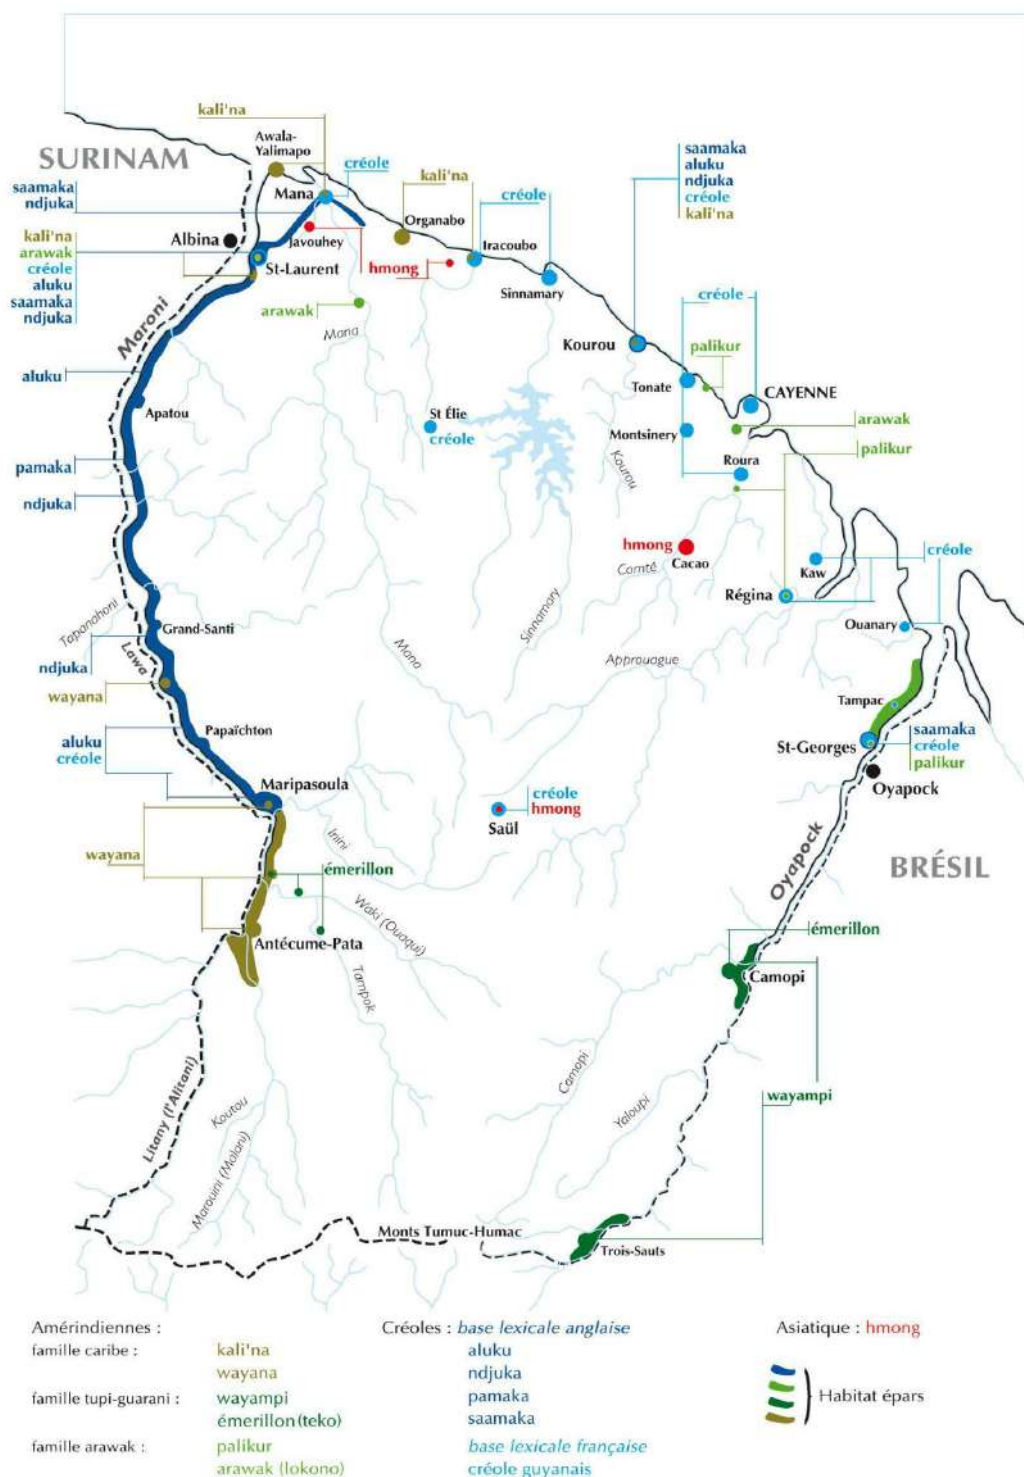 kali'na
Awala-
Yalimapo
SURINAM
créole
saamaka
ndjuka
Mana
kali'na
créole
saamaka
aluku
ndjuka
créole
kali'na
Organabo
Albina
Javouhey
Iracoubo
kali'na
arawak
créole
aluku
saamaka
ndjuka
St-Laurent
hmong
Sinnamary
arawak
créole
Maroni
Mana
Kourou
palikur
aluku
Tonate
CAYENNE
Apatou
St Élie
créole
Montsinery
arawak
palikur
Roura
pamaka
Kourou
ndjuka
hmong
Cacao
créole
Comté
Kaw
Régina
Tapanahoni
Grand-Santi
Sinnamary
Ouanary
Lawa
Mana
Approuague
ndjuka
wayana
Tampac
Papaïchton
saamaka
créole
palikur
aluku
créole
St-Georges
Maripasoula
Oyapock
créole
hmong
Saül
Inini
Oyapock
wayana
émerillon
BRÉSIL
Waki (Ouaqui)
émerillon
Antécume-Pata
Tampok
Camopi
Camopi
wayampi
Litany (l'Alitani)
Koutou
Yaloupi
Marouini (Malani)
Monts Tumuc-Humac
Trois-Sauts
Amérindiennes :
Créoles : base lexicale anglaise
Asiatique : hmong
famille caribe :
kali'na
aluku
wayana
ndjuka
famille tupi-guarani :
wayampi
pamaka
Habitat épars
émerillon (teko)
saamaka
famille arawak :
palikur
base lexicale française
arawak (lokono)
créole guyanais